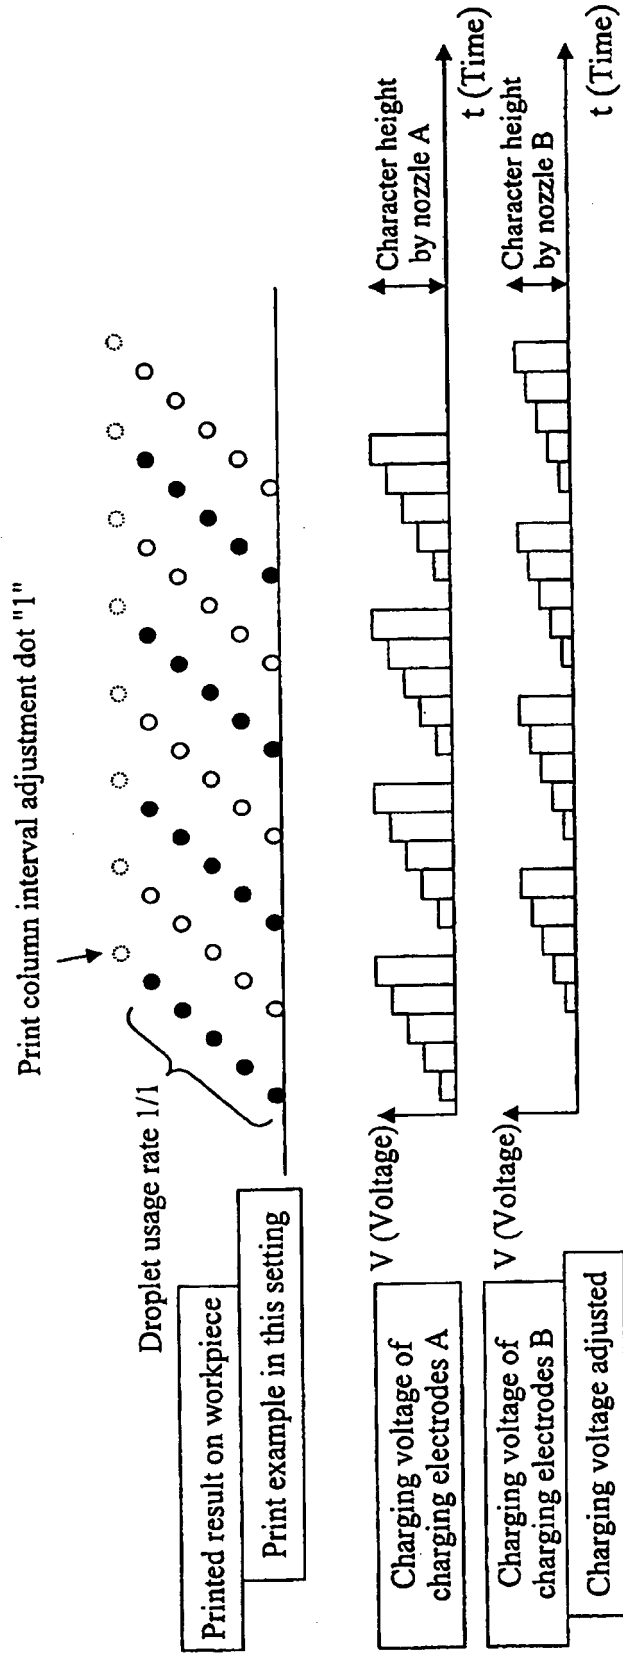 Print column interval adjustment dot "1"
Droplet usage rate 1/1
Printed result on workpiece
Print example in this setting
Charging voltage of
charging electrodes A
V (Voltage)
Character height
by nozzle A
t (Time)
Charging voltage of
charging electrodes B
Charging voltage adjusted
V (Voltage)
Character height
by nozzle B
t (Time)